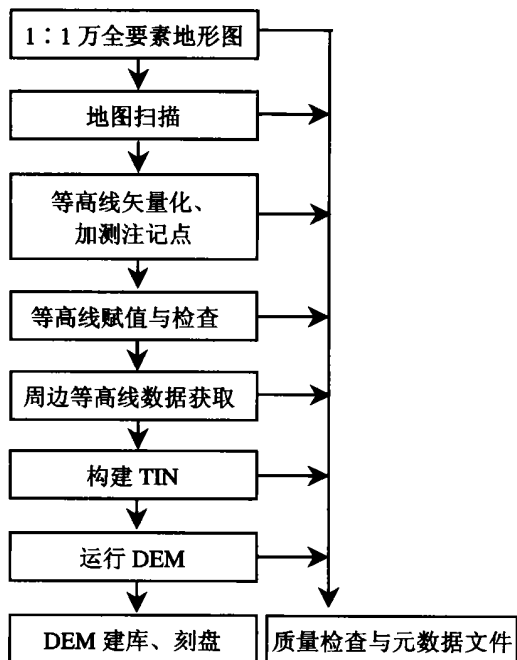 1∶1万全要素地形图
地图扫描
等高线矢量化、
加测注记点
等高线赋值与检查
周边等高线数据获取
构建 TIN
运行 DEM
DEM 建库、刻盘
质量检查与元数据文件